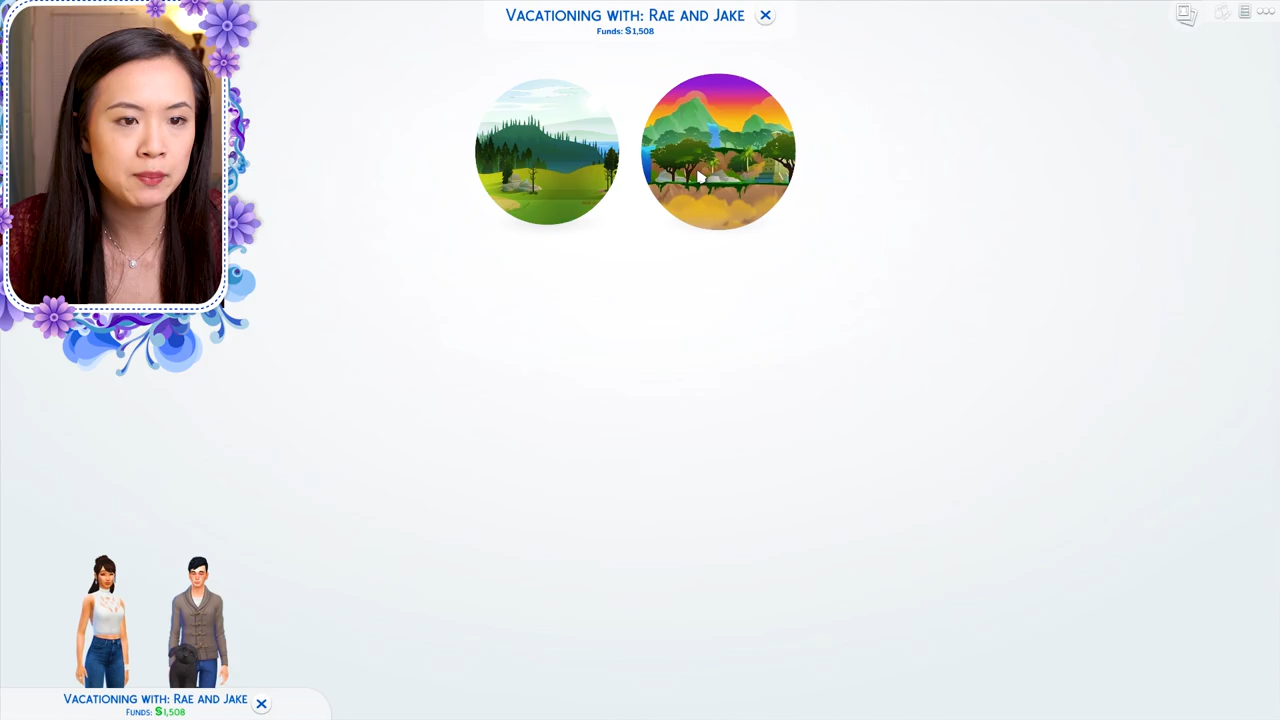 VACATIONING WITH: RAE AND JAKE
FUNDS: §1,508
VACATIONING WITH: RAE AND JAKE
FUNDS: §1,508